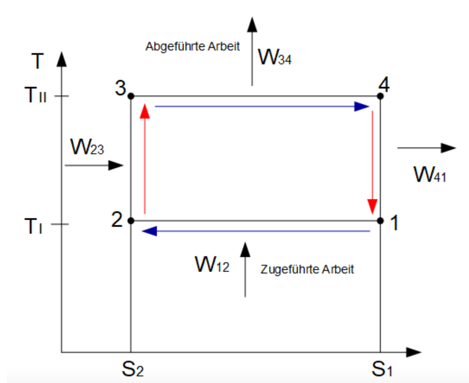 Abgeführte Arbeit
W34
T
3
4
TII
W23
W41
TI
2
1
W12
Zugeführte Arbeit
S2
S1